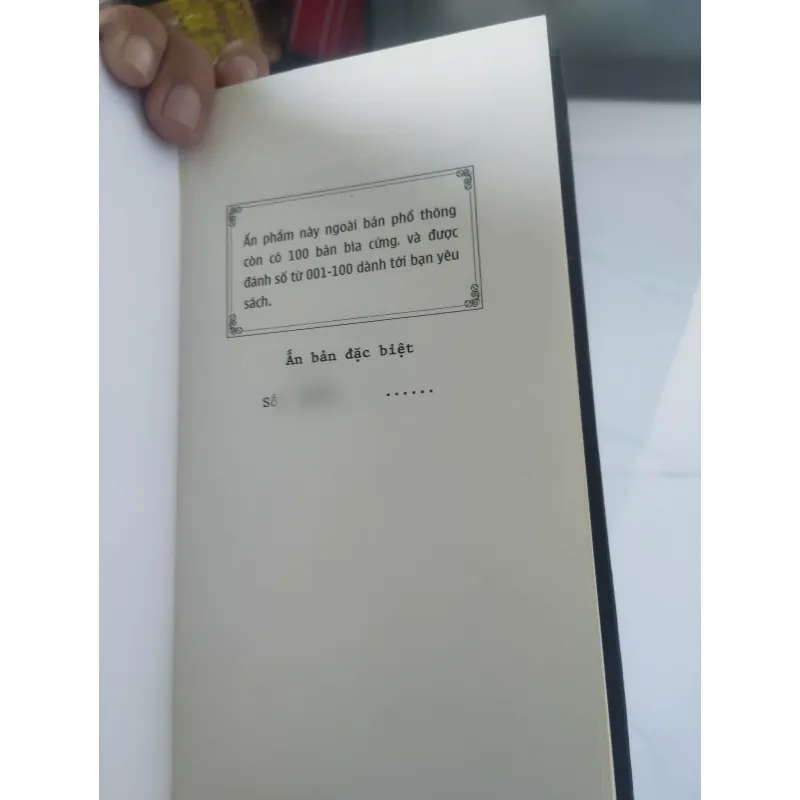 Ấn phẩm này ngoài bản phổ thông
còn có 100 bản bìa cứng, và được
đánh số từ 001-100 dành tới bạn yêu
sách.
Ấn bản đặc biệt
Số ......